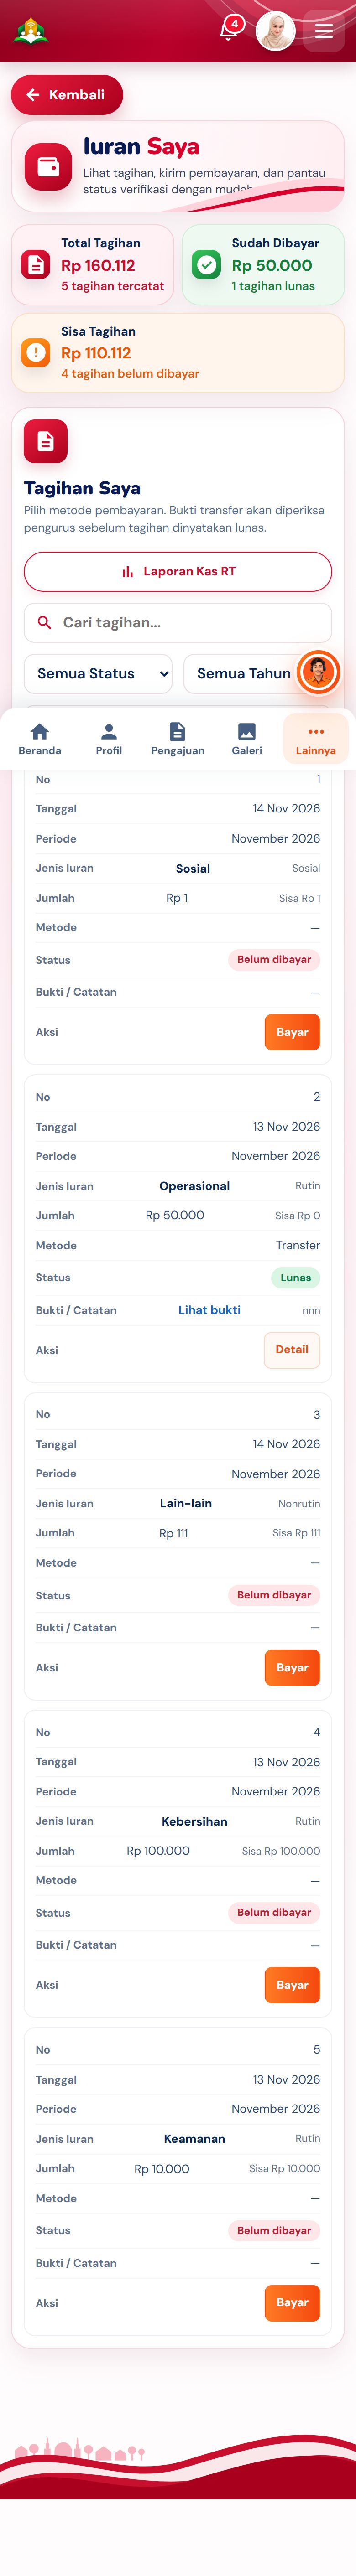 4
Kembali
Iuran Saya
Lihat tagihan, kirim pembayaran, dan pantau
status verifikasi dengan mudah.
Total Tagihan
Rp 160.112
5 tagihan tercatat
Sudah Dibayar
Rp 50.000
1 tagihan lunas
Sisa Tagihan
Rp 110.112
4 tagihan belum dibayar
Tagihan Saya
Pilih metode pembayaran. Bukti transfer akan diperiksa
pengurus sebelum tagihan dinyatakan lunas.
Laporan Kas RT
Cari tagihan...
Semua Status
Semua Tahun
Beranda
Profil
Pengajuan
Galeri
Lainnya
No 1
Tanggal 14 Nov 2026
Periode November 2026
Jenis Iuran Sosial Sosial
Jumlah Rp 1 Sisa Rp 1
Metode —
Status Belum dibayar
Bukti / Catatan —
Aksi Bayar
No 2
Tanggal 13 Nov 2026
Periode November 2026
Jenis Iuran Operasional Rutin
Jumlah Rp 50.000 Sisa Rp 0
Metode Transfer
Status Lunas
Bukti / Catatan Lihat bukti nnn
Aksi Detail
No 3
Tanggal 14 Nov 2026
Periode November 2026
Jenis Iuran Lain-lain Nonrutin
Jumlah Rp 111 Sisa Rp 111
Metode —
Status Belum dibayar
Bukti / Catatan —
Aksi Bayar
No 4
Tanggal 13 Nov 2026
Periode November 2026
Jenis Iuran Kebersihan Rutin
Jumlah Rp 100.000 Sisa Rp 100.000
Metode —
Status Belum dibayar
Bukti / Catatan —
Aksi Bayar
No 5
Tanggal 13 Nov 2026
Periode November 2026
Jenis Iuran Keamanan Rutin
Jumlah Rp 10.000 Sisa Rp 10.000
Metode —
Status Belum dibayar
Bukti / Catatan —
Aksi Bayar